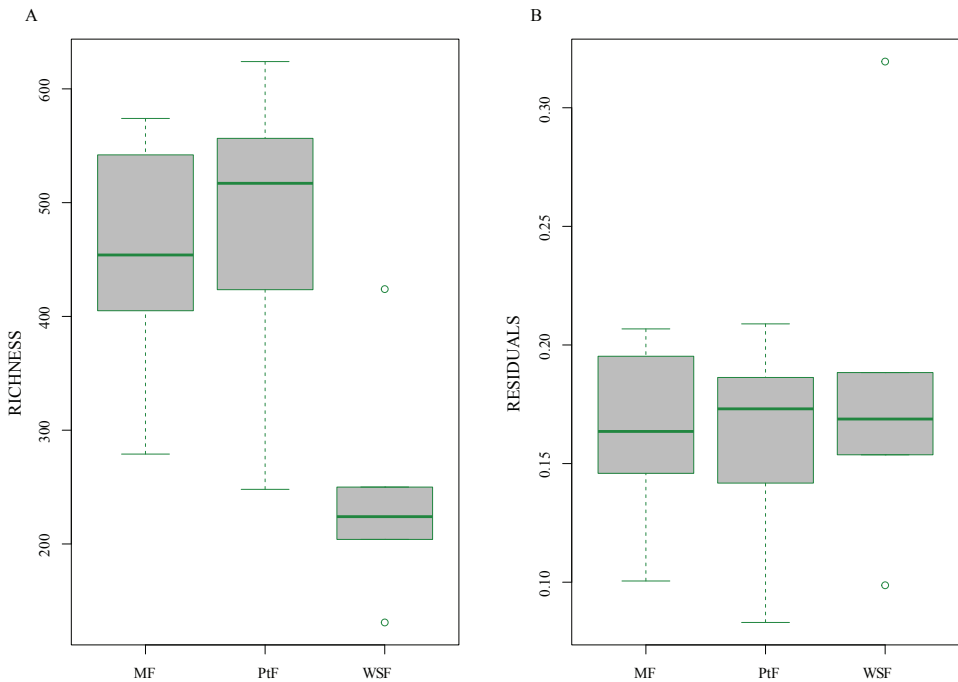 A
RICHNESS
600
500
400
300
200
MF
PtF
WSF
B
RESIDUALS
0.30
0.25
0.20
0.15
0.10
MF
PtF
WSF